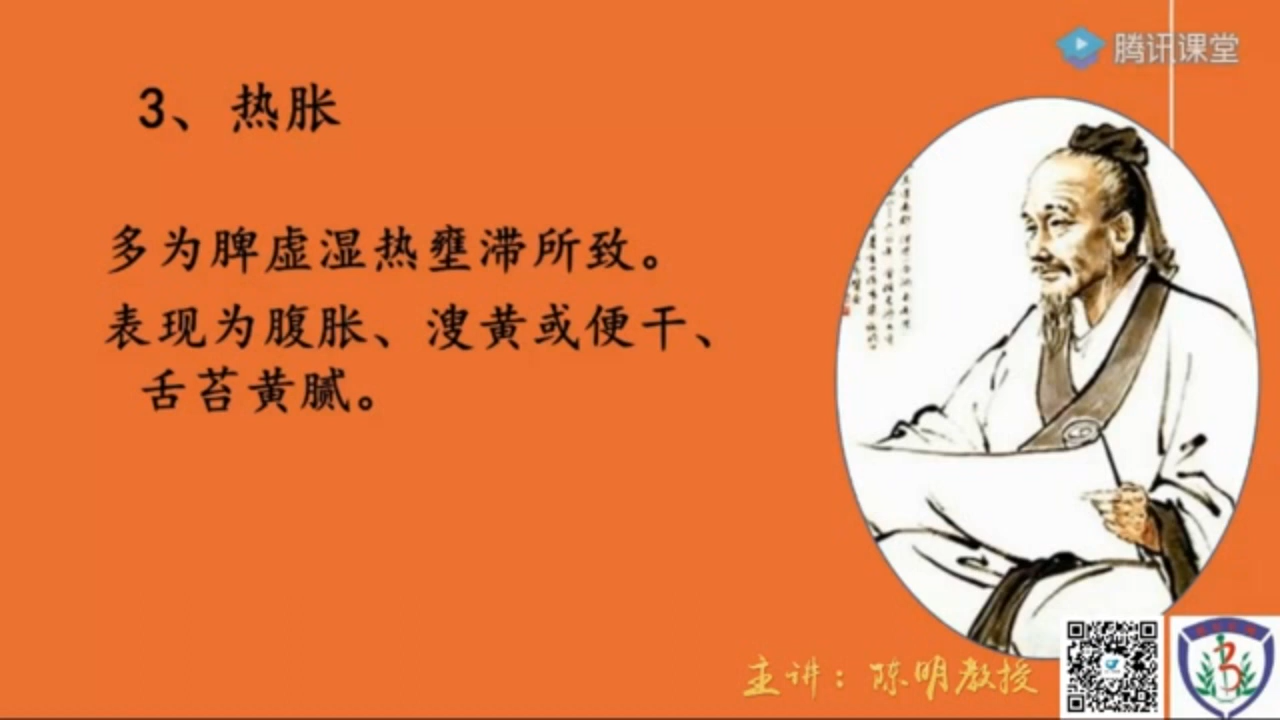 腾讯课堂
3、热胀
多为脾虚湿热壅滞所致。
表现为腹胀、溲黄或便干、
舌苔黄腻。
主讲：陈明教授